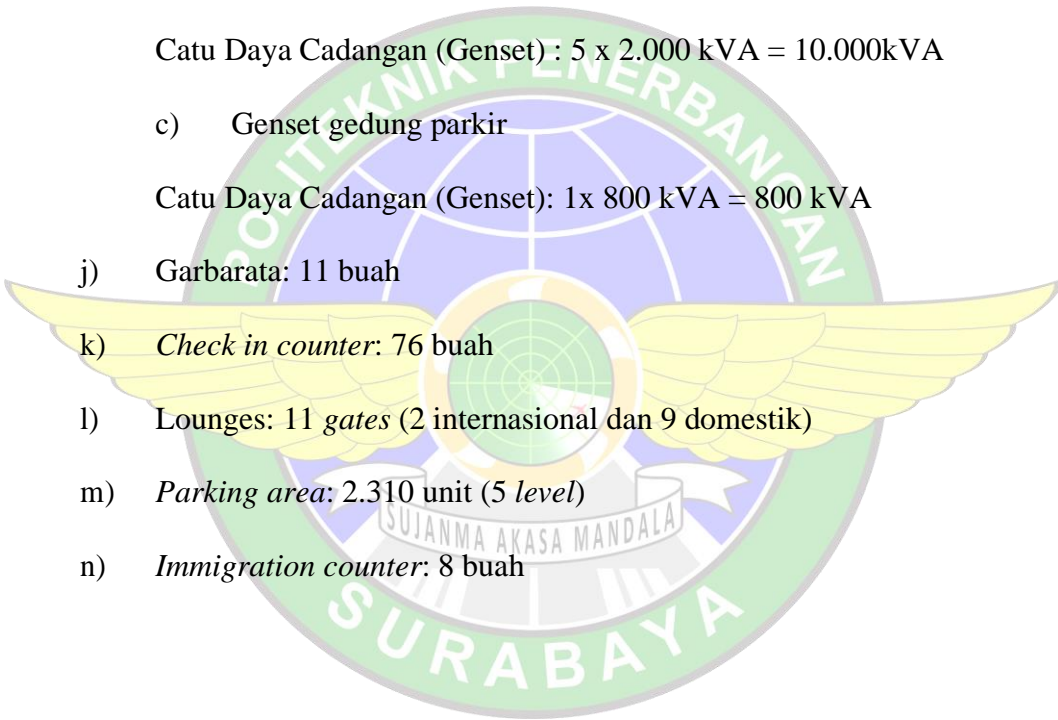 Catu Daya Cadangan (Genset) : 5 x 2.000 kVA = 10.000kVA
c) Genset gedung parkir
Catu Daya Cadangan (Genset): 1x 800 kVA = 800 kVA
j) Garbarata: 11 buah
k) Check in counter: 76 buah
l) Lounges: 11 gates (2 internasional dan 9 domestik)
m) Parking area: 2.310 unit (5 level)
n) Immigration counter: 8 buah
POLITEKNIK PENERBANGAN
SUJANMA AKASA MANDALA
SURABAYA